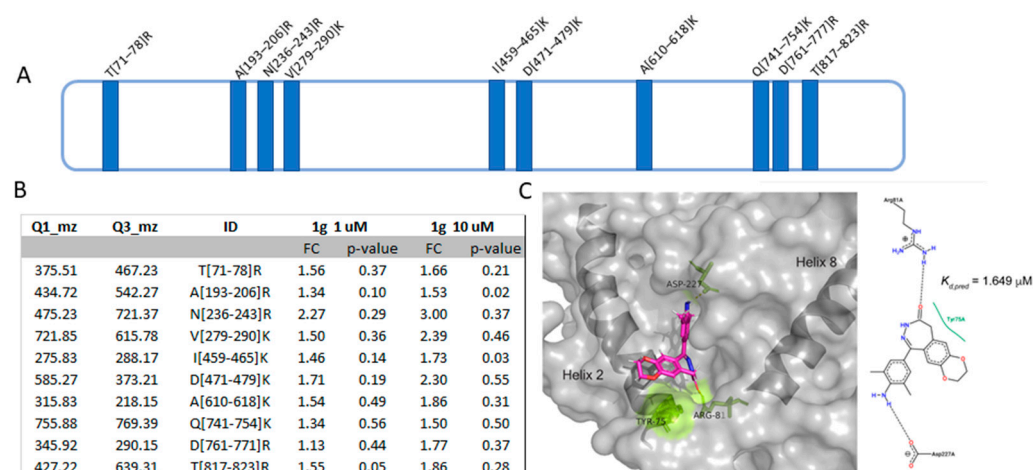 A
T[71–78]R
A[193–206]R
N[236–243]R
V[279–290]K
I[459–465]K
D[471–479]K
A[610–618]K
Q[741–754]K
D[761–777]R
T[817–823]R
B
Q1_mz Q3_mz ID 1g 1 uM 1g 10 uM
FC p-value FC p-value
375.51 467.23 T[71-78]R 1.56 0.37 1.66 0.21
434.72 542.27 A[193-206]R 1.34 0.10 1.53 0.02
475.23 721.37 N[236-243]R 2.27 0.29 3.00 0.37
721.85 615.78 V[279-290]K 1.50 0.36 2.39 0.46
275.83 288.17 I[459-465]K 1.46 0.14 1.73 0.03
585.27 373.21 D[471-479]K 1.71 0.19 2.30 0.55
315.83 218.15 A[610-618]K 1.54 0.49 1.86 0.31
755.88 769.39 Q[741-754]K 1.34 0.56 1.50 0.50
345.92 290.15 D[761-771]R 1.13 0.44 1.77 0.37
427.22 639.31 T[817-823]R 1.55 0.05 1.86 0.28
C
Helix 8
ASP-227
Helix 2
TYR-75
ARG-81
Arg81A
NH
H₂N
N
H
H
K d,pred = 1.649 µM
O
Tyr75A
HN
N
O
O
N
H
H
O
O
Asp227A